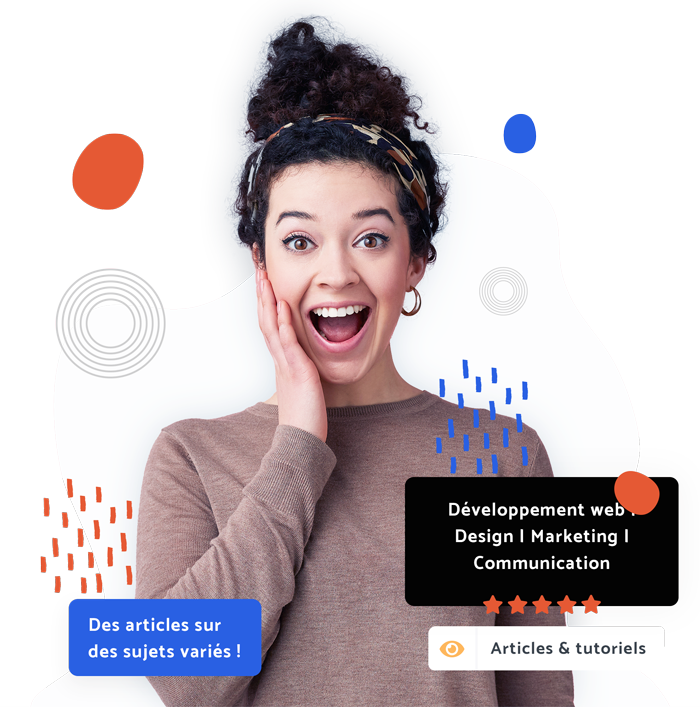 Développement web I
Design I Marketing I
Communication
Des articles sur
des sujets variés !
Articles & tutoriels